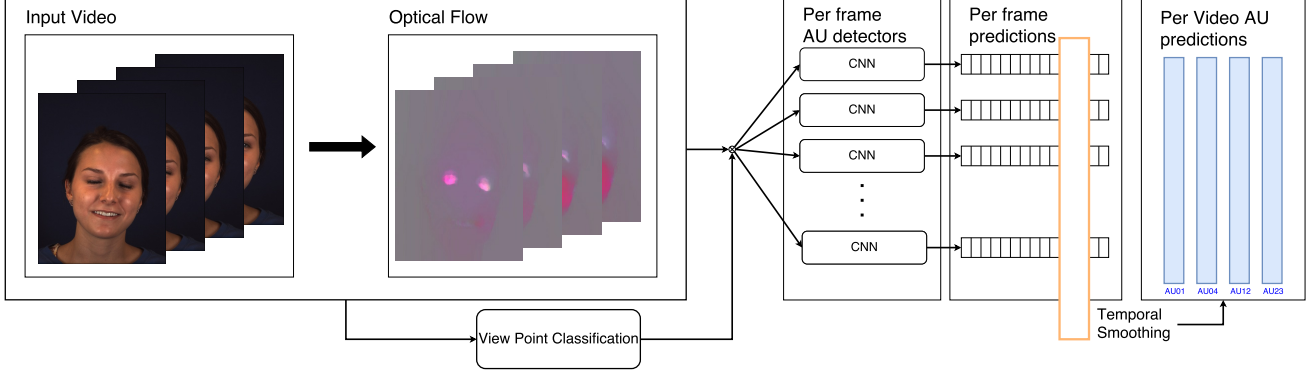 Input Video
Optical Flow
Per frame
AU detectors
Per frame
predictions
Per Video AU
predictions
CNN
CNN
CNN
CNN
AU01
AU04
AU12
AU23
View Point Classification
Temporal
Smoothing